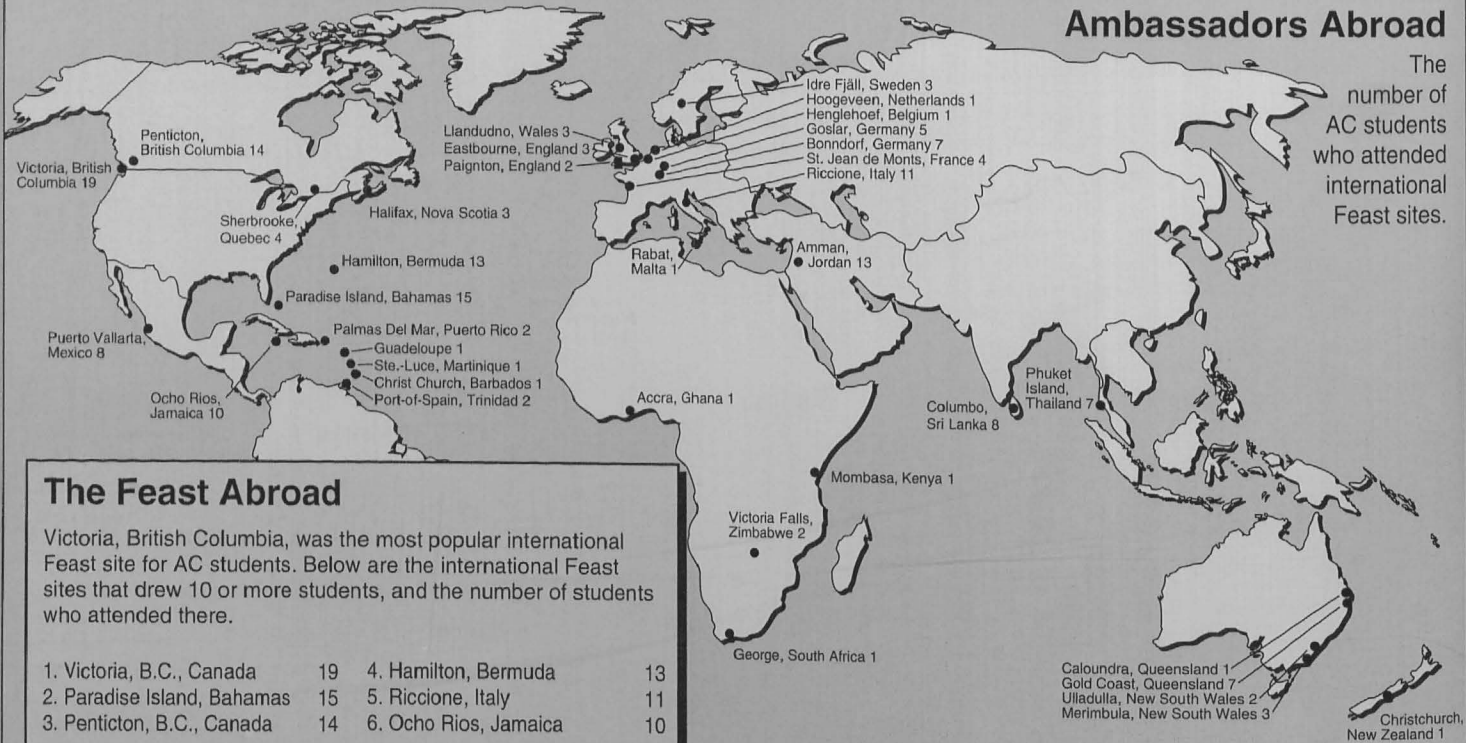 Ambassadors Abroad
The
number of
AC students
who attended
international
Feast sites.
Penticton,
British Columbia 14
Victoria, British
Columbia 19
Sherbrooke,
Quebec 4
Halifax, Nova Scotia 3
Hamilton, Bermuda 13
Paradise Island, Bahamas 15
Puerto Vallarta,
Mexico 8
Ocho Rios,
Jamaica 10
Palmas Del Mar, Puerto Rico 2
Guadeloupe 1
Ste.-Luce, Martinique 1
Christ Church, Barbados 1
Port-of-Spain, Trinidad 2
Llandudno, Wales 3
Eastbourne, England 3
Paignton, England 2
Idre Fjäll, Sweden 3
Hoogeveen, Netherlands 1
Henglehoef, Belgium 1
Goslar, Germany 5
Bonndorf, Germany 7
St. Jean de Monts, France 4
Riccione, Italy 11
Rabat,
Malta 1
Amman,
Jordan 13
Accra, Ghana 1
Mombasa, Kenya 1
Victoria Falls,
Zimbabwe 2
George, South Africa 1
Columbo,
Sri Lanka 8
Phuket
Island,
Thailand 7
Caloundra, Queensland 1
Gold Coast, Queensland 7
Ulladulla, New South Wales 2
Merimbula, New South Wales 3
Christchurch,
New Zealand 1
The Feast Abroad
Victoria, British Columbia, was the most popular international
Feast site for AC students. Below are the international Feast
sites that drew 10 or more students, and the number of students
who attended there.
1. Victoria, B.C., Canada 19
2. Paradise Island, Bahamas 15
3. Penticton, B.C., Canada 14
4. Hamilton, Bermuda 13
5. Riccione, Italy 11
6. Ocho Rios, Jamaica 10